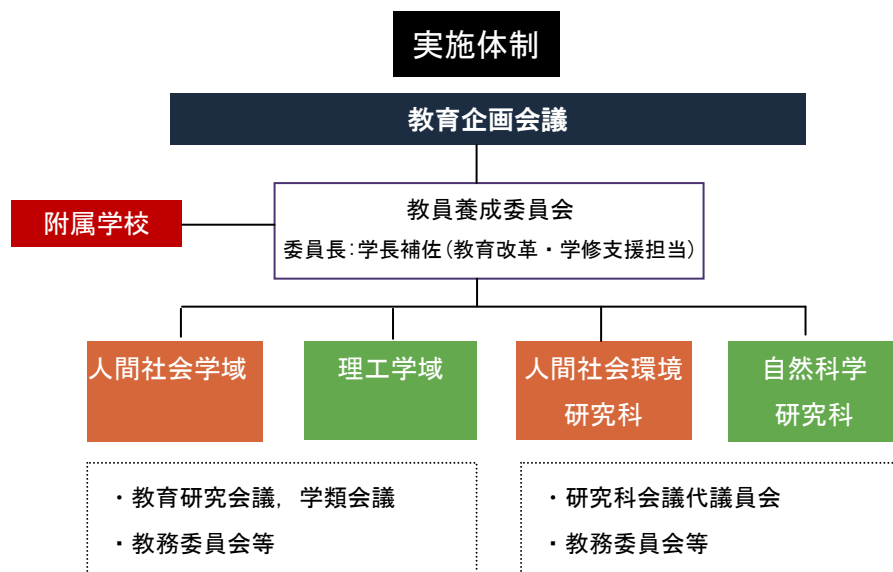 実施体制
教育企画会議
教員養成委員会
委員長：学長補佐(教育改革・学修支援担当)
附属学校
人間社会学域
理工学域
人間社会環境
研究科
自然科学
研究科
・教育研究会議，学類会議
・教務委員会等
・研究科会議代議員会
・教務委員会等